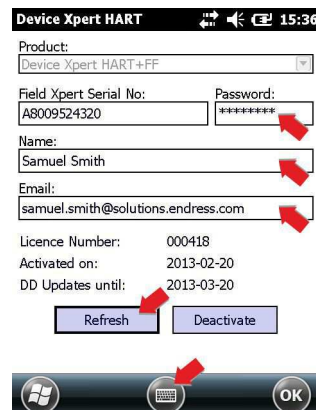 Device Xpert HART 15:36
Product:
Device Xpert HART+FF
Field Xpert Serial No: Password:
A8009524320 ********
Name:
Samuel Smith
Email:
samuel.smith@solutions.endress.com
Licence Number: 000418
Activated on: 2013-02-20
DD Updates until: 2013-03-20
Refresh Deactivate
OK